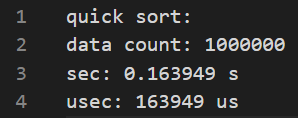 1 quick sort:
2 data count: 1000000
3 sec: 0.163949 s
4 usec: 163949 us